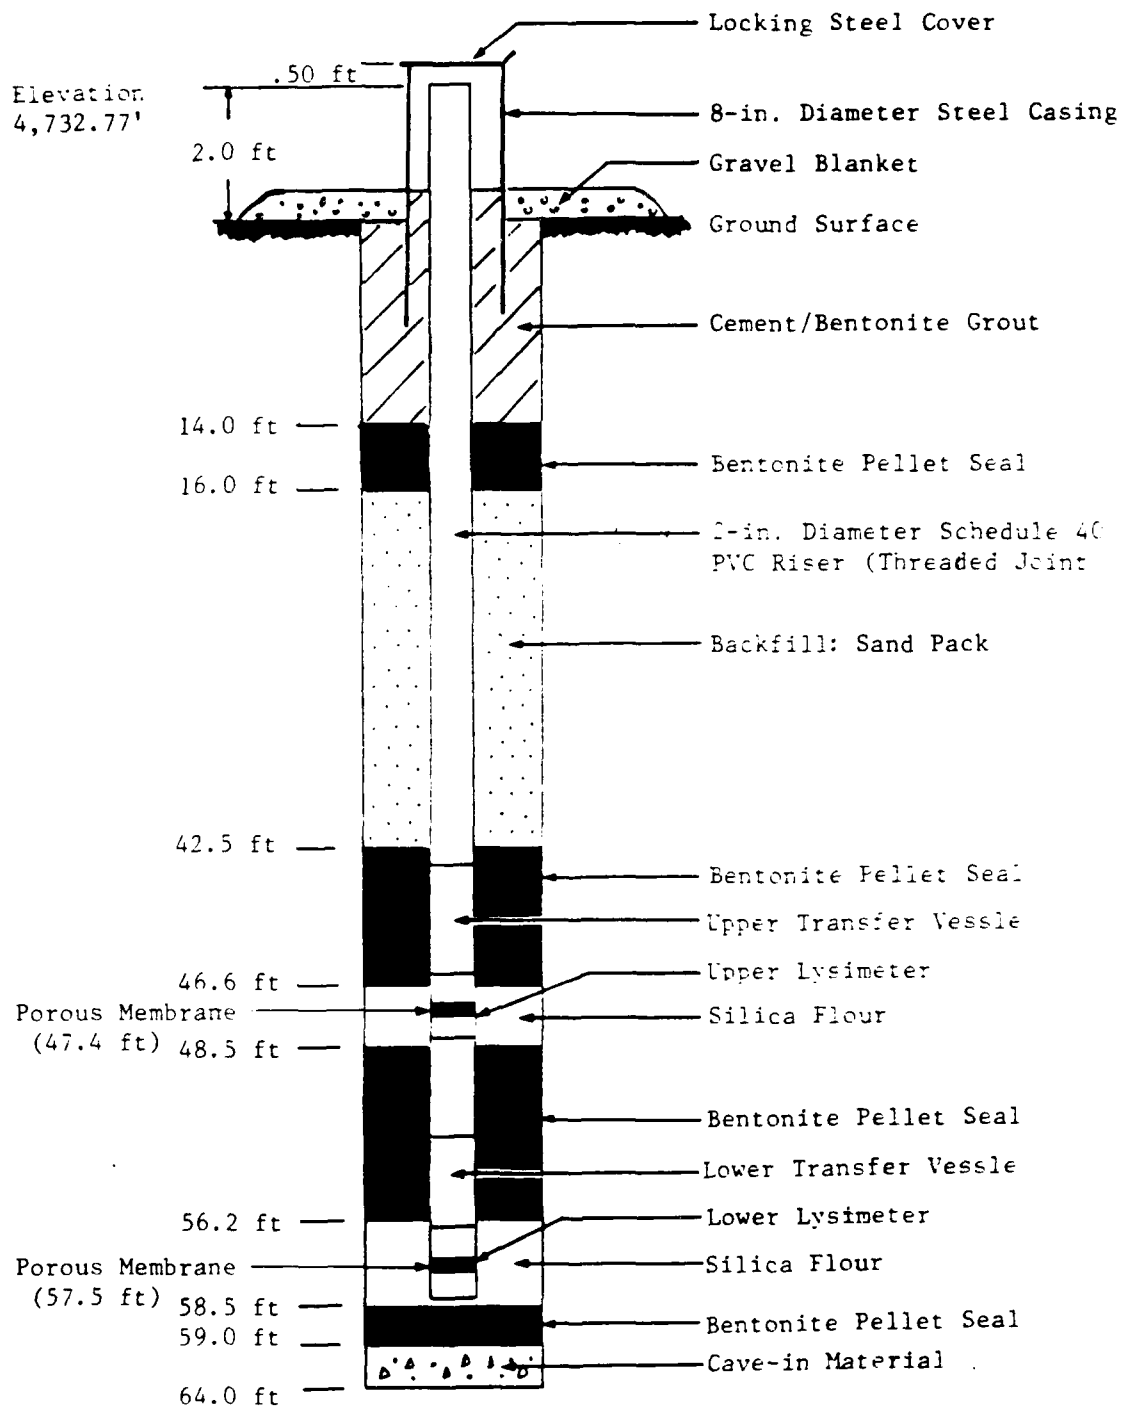 Locking Steel Cover
.50 ft
Elevation
4,732.77'
8-in. Diameter Steel Casing
2.0 ft
Gravel Blanket
Ground Surface
Cement/Bentonite Grout
14.0 ft
Bentonite Pellet Seal
16.0 ft
2-in. Diameter Schedule 40
PVC Riser (Threaded Joint
Backfill: Sand Pack
42.5 ft
Bentonite Pellet Seal
Upper Transfer Vessle
46.6 ft
Upper Lysimeter
Porous Membrane
(47.4 ft)
Silica Flour
48.5 ft
Bentonite Pellet Seal
Lower Transfer Vessle
56.2 ft
Lower Lysimeter
Porous Membrane
(57.5 ft)
Silica Flour
58.5 ft
59.0 ft
Bentonite Pellet Seal
Cave-in Material
64.0 ft